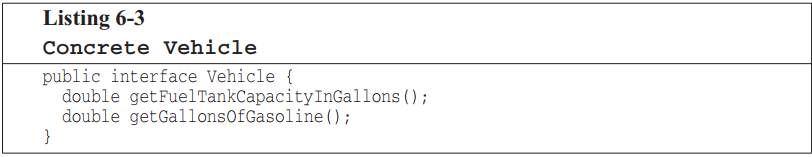 Listing 6-3
Concrete Vehicle
public interface Vehicle {
  double getFuelTankCapacityInGallons();
  double getGallonsOfGasoline();
}